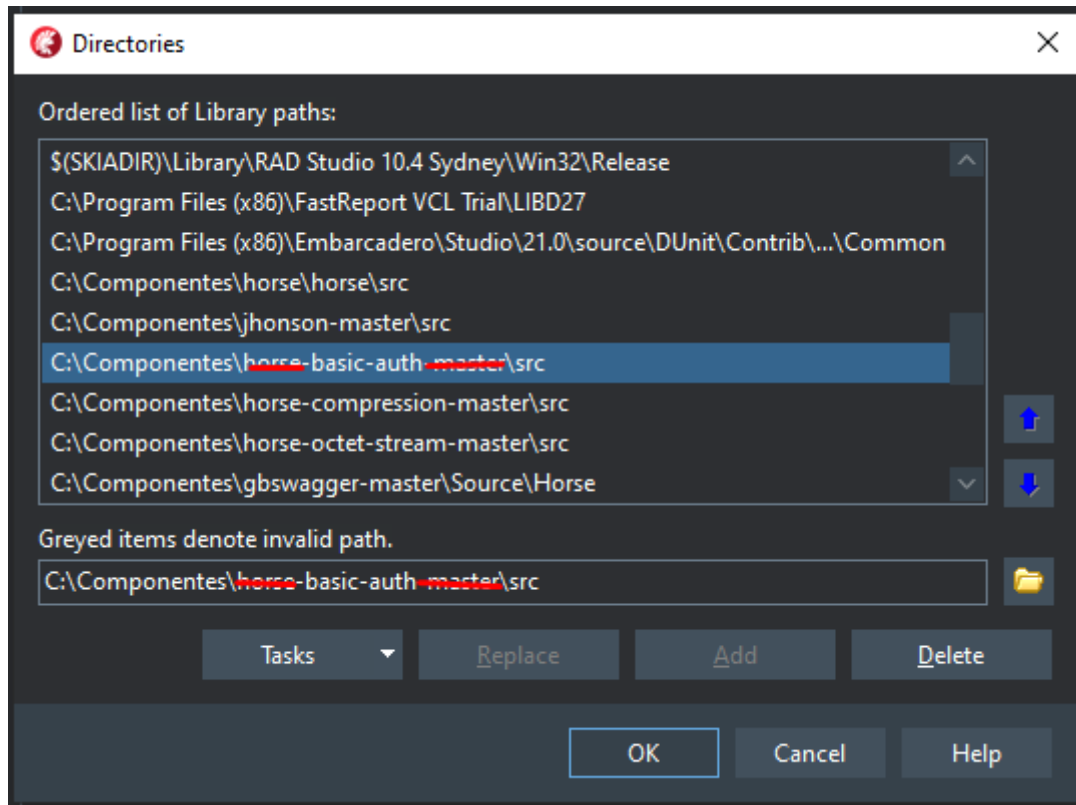 Directories
Ordered list of Library paths:
$(SKIADIR)\Library\RAD Studio 10.4 Sydney\Win32\Release
C:\Program Files (x86)\FastReport VCL Trial\LIBD27
C:\Program Files (x86)\Embarcadero\Studio\21.0\source\DUnit\Contrib\...\Common
C:\Componentes\horse\horse\src
C:\Componentes\jhonson-master\src
C:\Componentes\horse-basic-auth-master\src
C:\Componentes\horse-compression-master\src
C:\Componentes\horse-octet-stream-master\src
C:\Componentes\gbswagger-master\Source\Horse
Greyed items denote invalid path.
C:\Componentes\horse-basic-auth-master\src
Tasks Replace Add Delete
OK Cancel Help